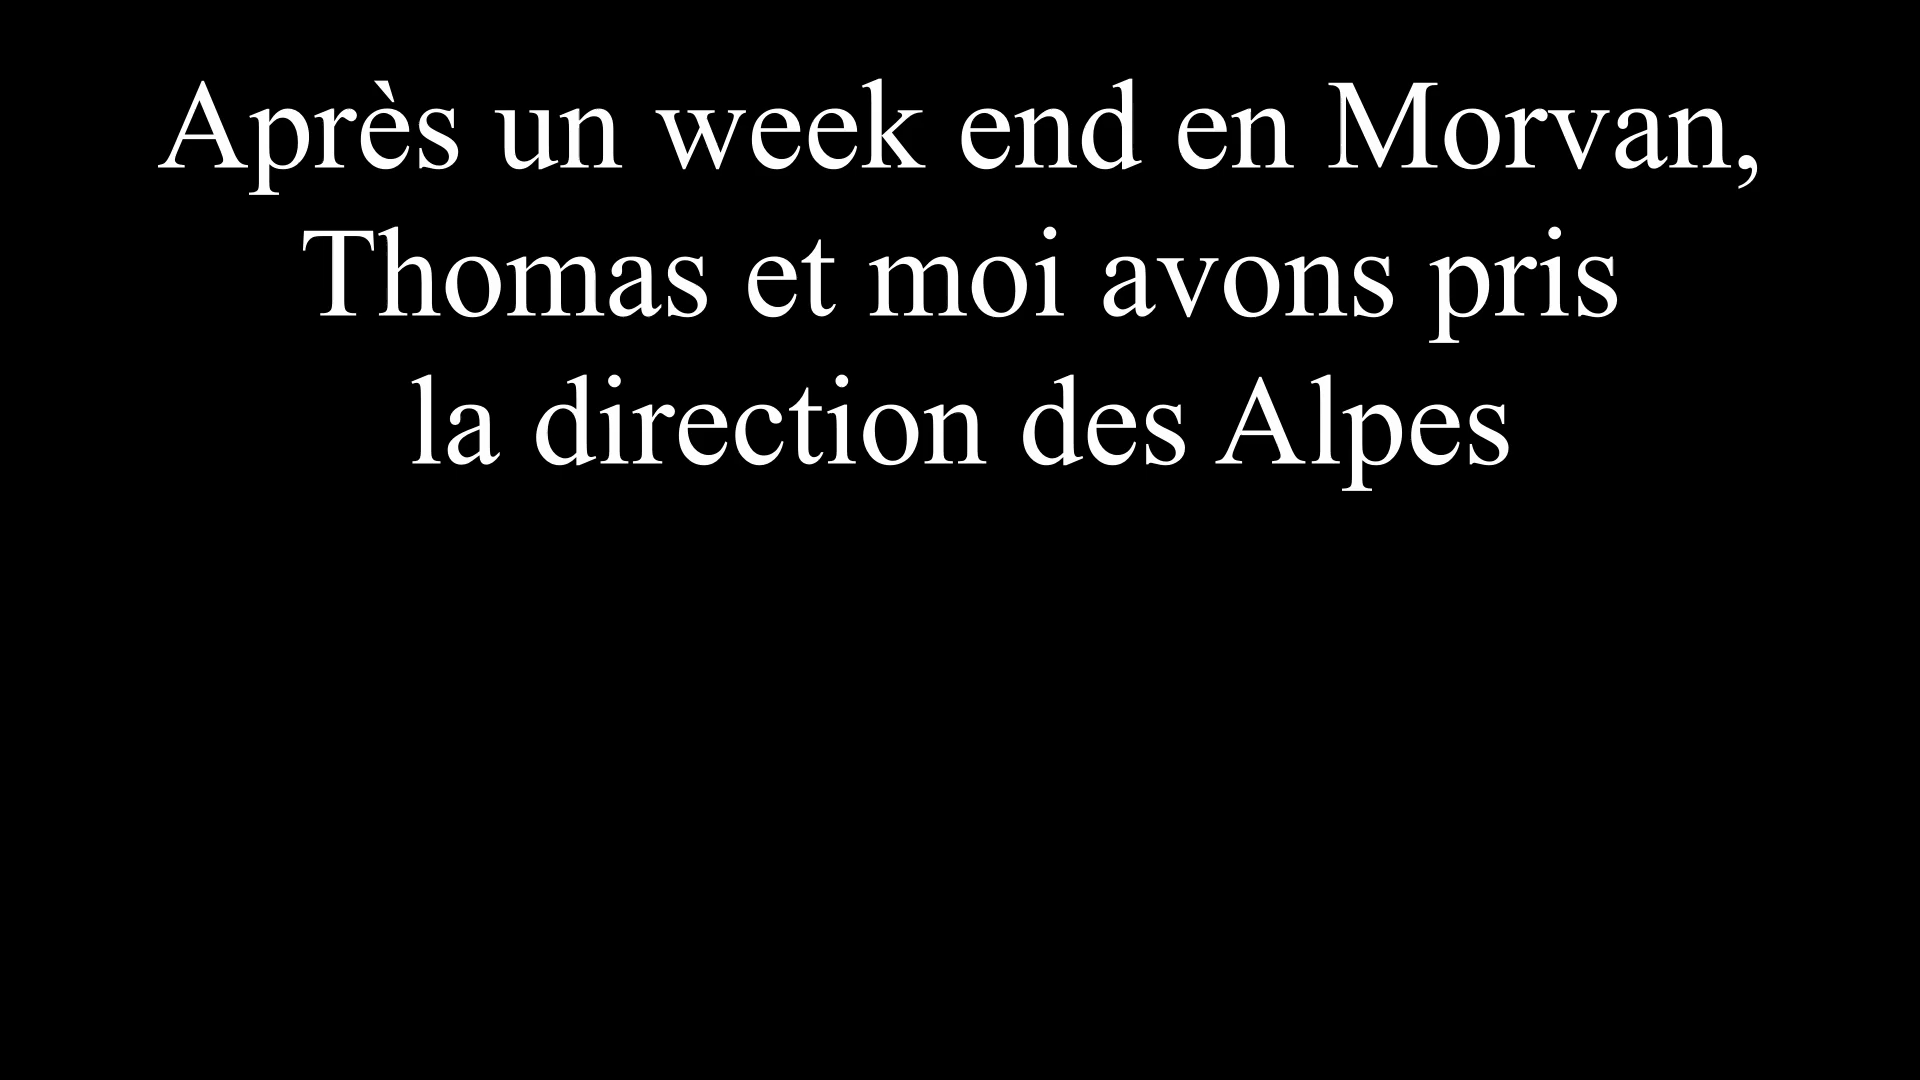 Après un week end en Morvan,
Thomas et moi avons pris
la direction des Alpes